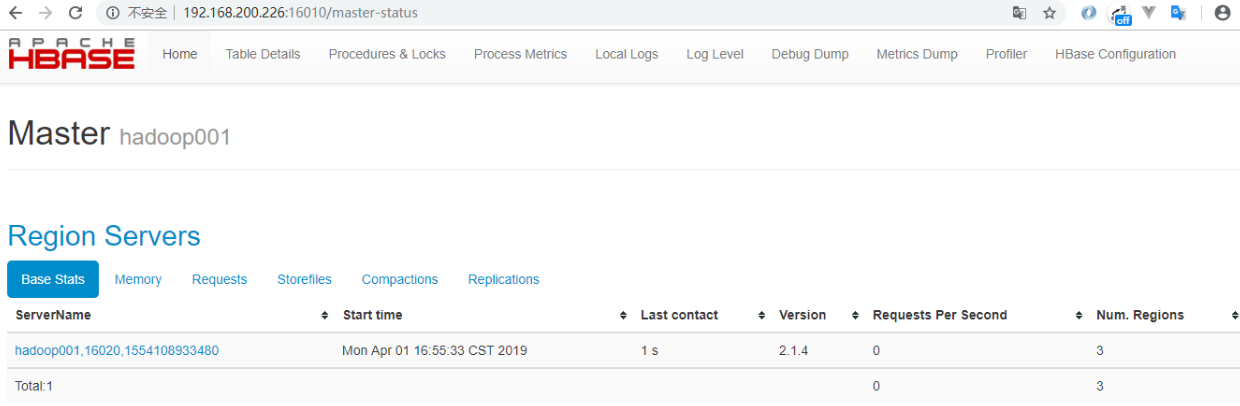 不安全 192.168.200.226:16010/master-status
off
APACHE
HBASE
Home Table Details Procedures & Locks Process Metrics Local Logs Log Level Debug Dump Metrics Dump Profiler HBase Configuration
Master hadoop001
Region Servers
Base Stats Memory Requests Storefiles Compactions Replications
ServerName Start time Last contact Version Requests Per Second Num. Regions
hadoop001,16020,1554108933480 Mon Apr 01 16:55:33 CST 2019 1 s 2.1.4 0 3
Total:1 0 3